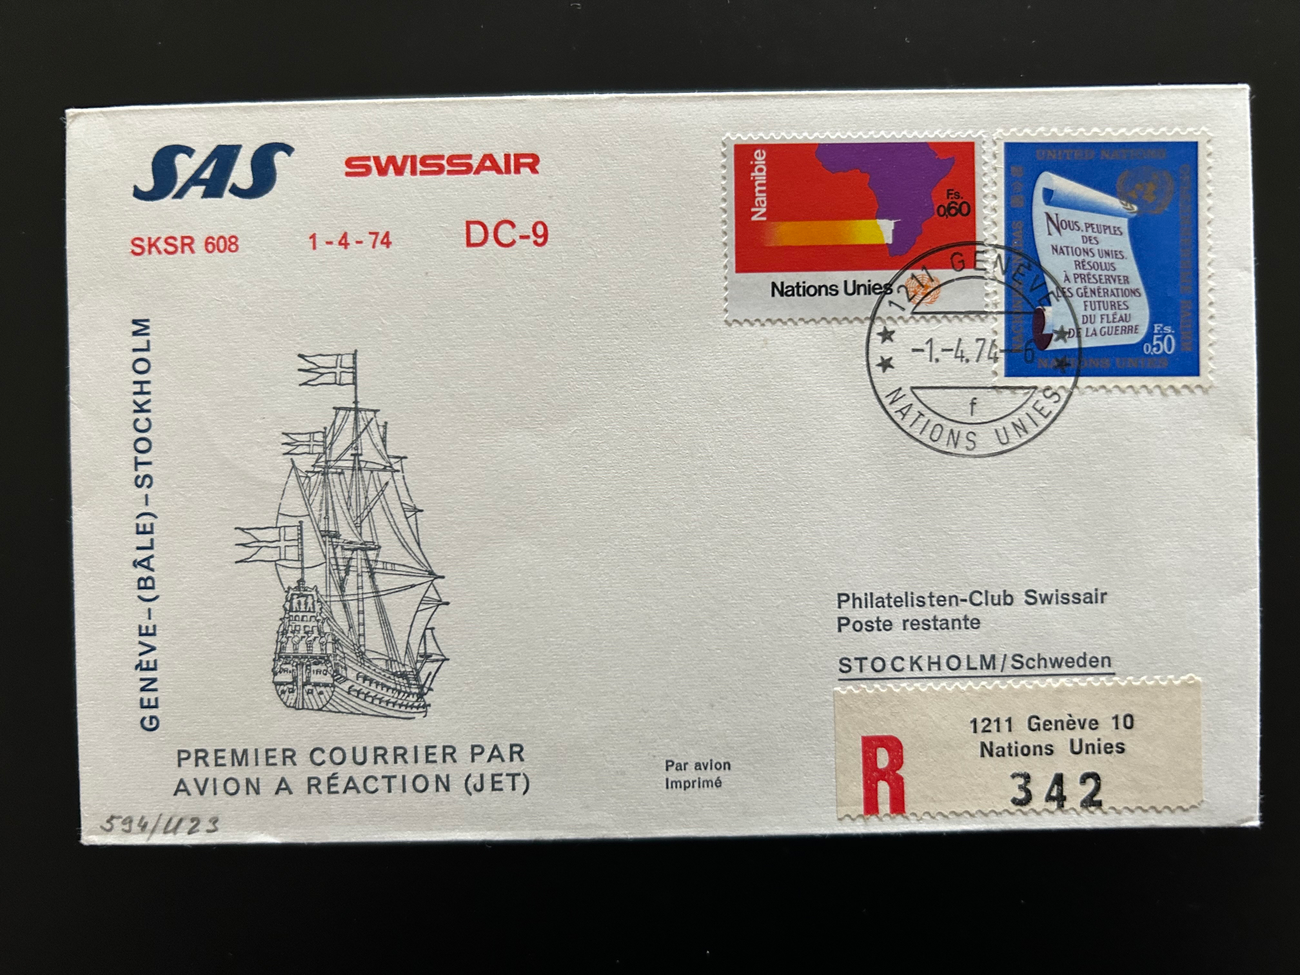 SAS SWISSAIR
SKSR 608 1-4-74 DC-9
GENÈVE-(BÂLE)-STOCKHOLM
PREMIER COURRIER PAR
AVION A RÉACTION (JET)
594/U23
Par avion
Imprimé
Namibie
F.s.
0,60
Nations Unies
UNITED NATIONS
NOUS, PEUPLES
DES
NATIONS UNIES,
RÉSOLUS
À PRÉSERVER
LES GÉNÉRATIONS
FUTURES
DU FLÉAU
DE LA GUERRE
F.s.
0,50
NATIONS UNIES
1211 GENÈVE
-1.-4.74-6
f
NATIONS UNIES
Philatelisten-Club Swissair
Poste restante
STOCKHOLM/Schweden
R
1211 Genève 10
Nations Unies
342